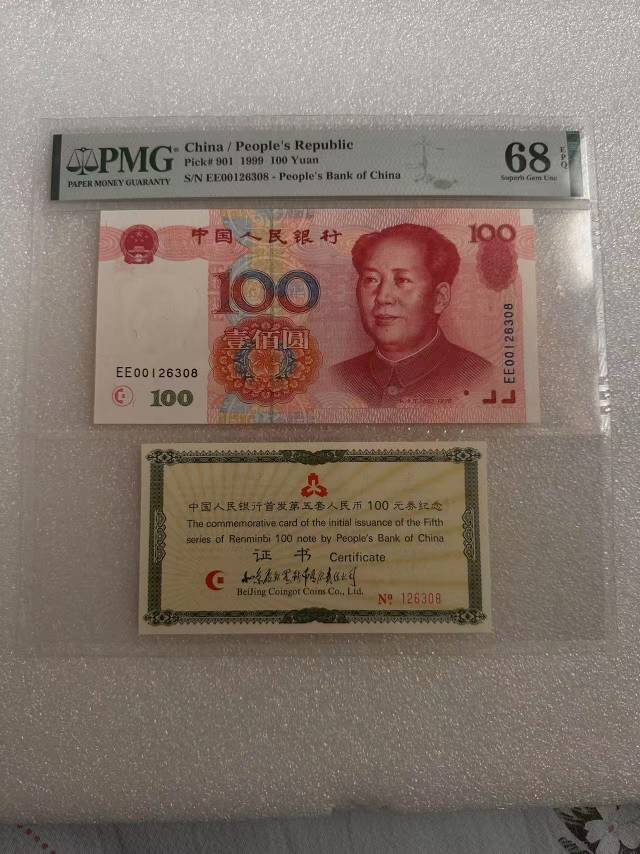 PMG
PAPER MONEY GUARANTY
China / People's Republic
Pick# 901 1999 100 Yuan
S/N EE00126308 - People's Bank of China
68
EPQ
Superb Gem Unc
中国人民银行
100
100
壹佰圆
EE00126308
100
EE00126308
中国人民银行首发第五套人民币100元券纪念
The commemorative card of the initial issuance of the Fifth
series of Renminbi 100 note by People's Bank of China
证 书 Certificate
BeiJing Coingot Coins Co., Ltd.
№ 126308